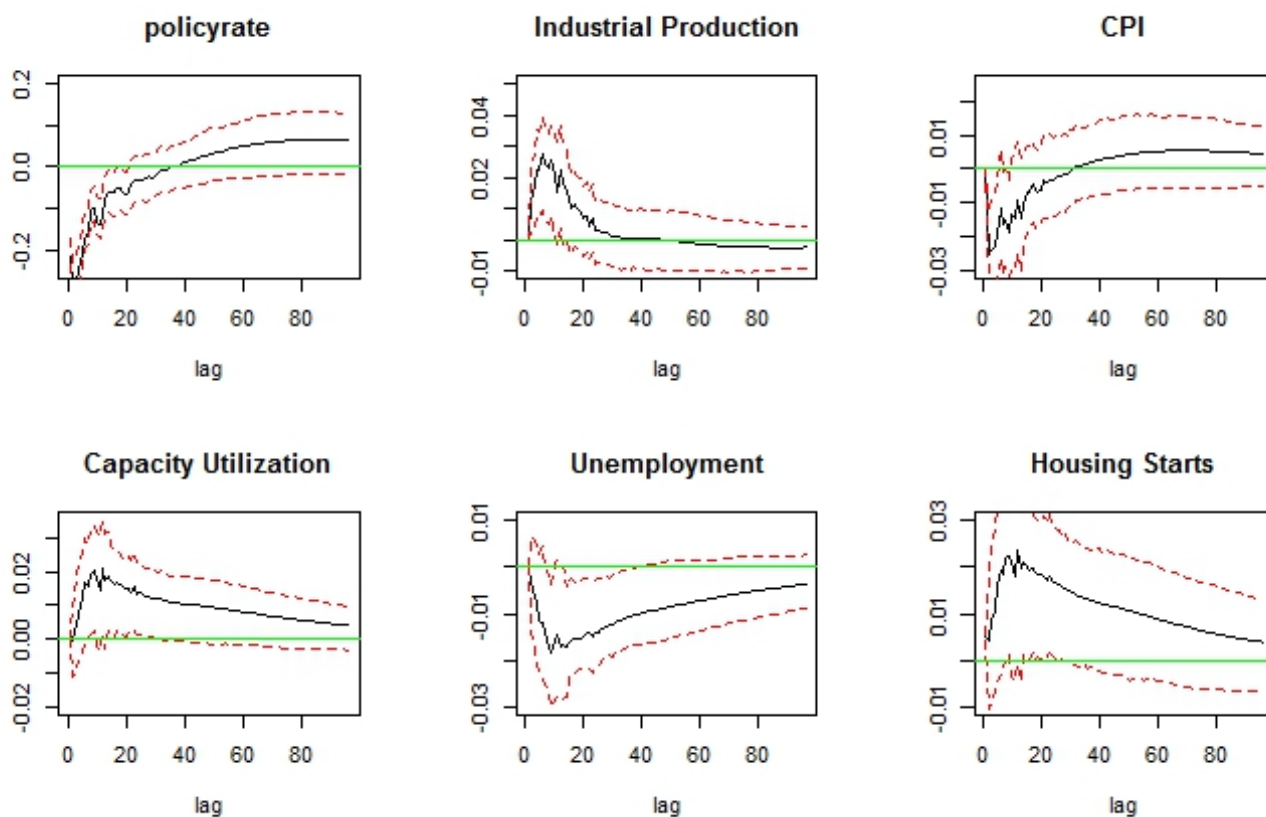 policyrate Industrial Production CPI
0.2
0.0
-0.2
0 20 40 60 80
lag
0.04
0.02
-0.01
0 20 40 60 80
lag
0.01
-0.01
-0.03
0 20 40 60 80
lag
Capacity Utilization Unemployment Housing Starts
0.02
0.00
-0.02
0 20 40 60 80
lag
0.01
-0.01
-0.03
0 20 40 60 80
lag
0.03
0.01
-0.01
0 20 40 60 80
lag